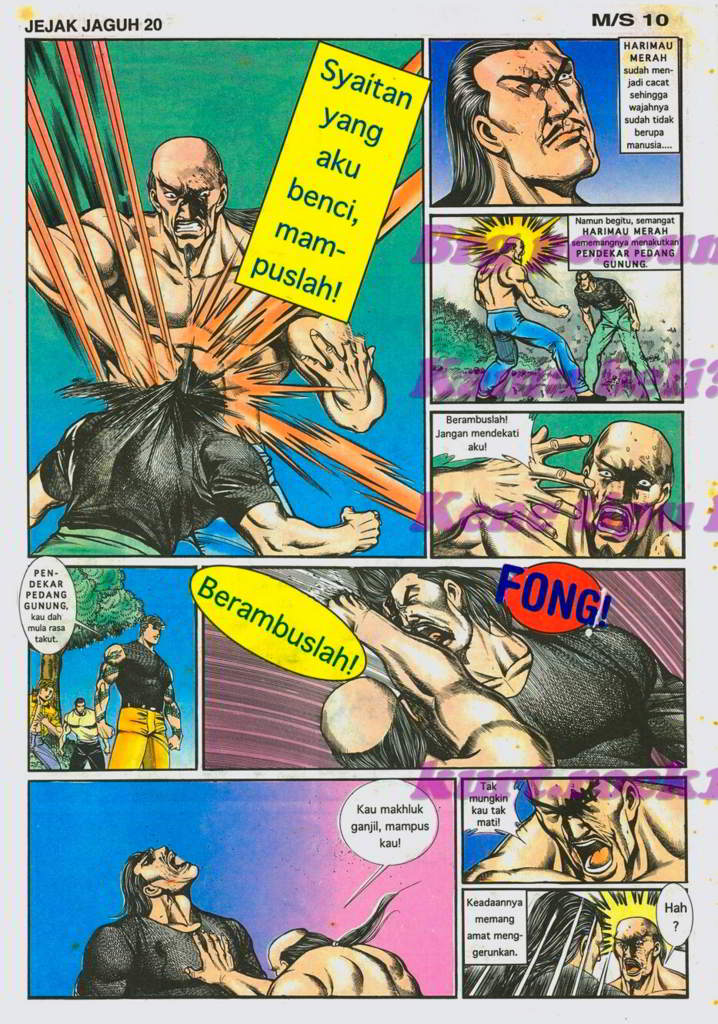 JEJAK JAGUH 20
M/S 10
Syaitan
yang
aku
benci,
mam-
puslah!
HARIMAU
MERAH
sudah men-
jadi cacat
sehingga
wajahnya
sudah tidak
berupa
manusia....
Namun begitu, semangat
HARIMAU MERAH
sememangnya menakutkan
PENDEKAR PEDANG
GUNUNG.
Berambuslah!
Jangan mendekati
aku!
PEN-
DEKAR
PEDANG
GUNUNG,
kau dah
mula rasa
takut.
Berambuslah!
FONG!
Kau makhluk
ganjil, mampus
kau!
Tak
mungkin
kau tak
mati!
Keadaannya
memang
amat meng-
gerunkan.
Hah
?